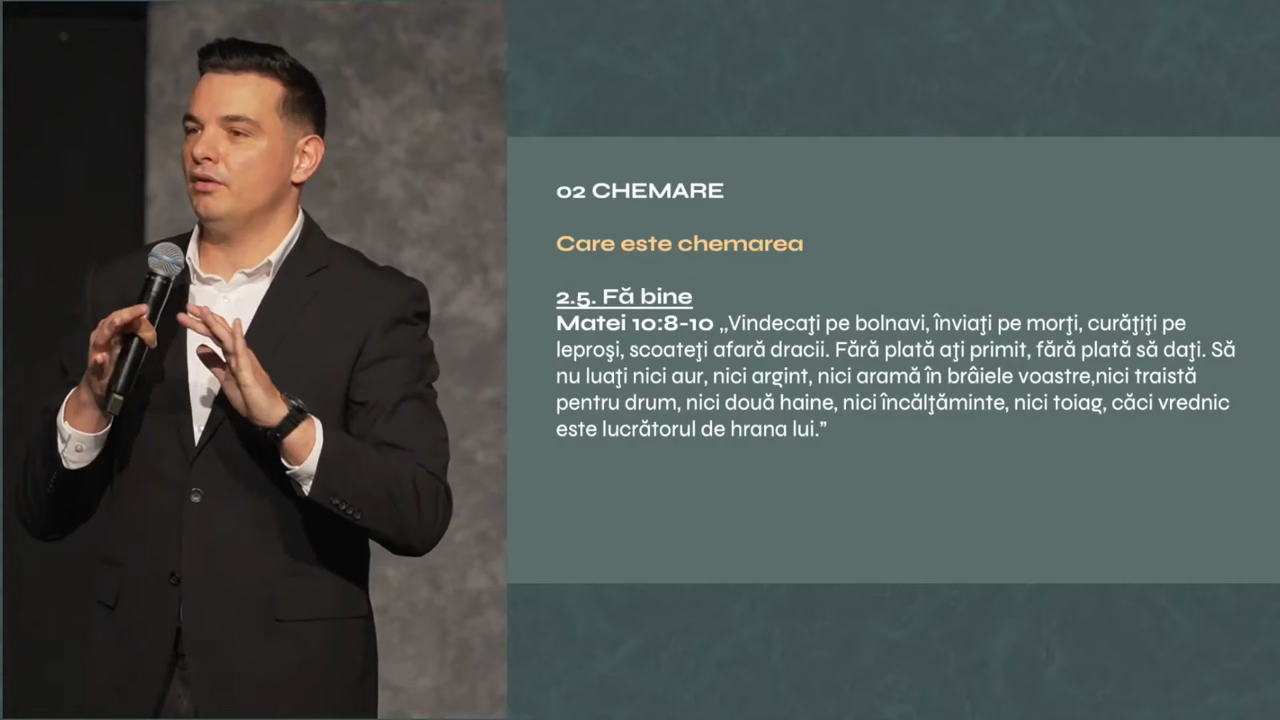 02 CHEMARE
Care este chemarea
2.5. Fă bine
Matei 10:8-10 „Vindecaţi pe bolnavi, înviaţi pe morţi, curăţiţi pe
leproşi, scoateţi afară dracii. Fără plată aţi primit, fără plată să daţi. Să
nu luaţi nici aur, nici argint, nici aramă în brâiele voastre,nici traistă
pentru drum, nici două haine, nici încălţăminte, nici toiag, căci vrednic
este lucrătorul de hrana lui.”